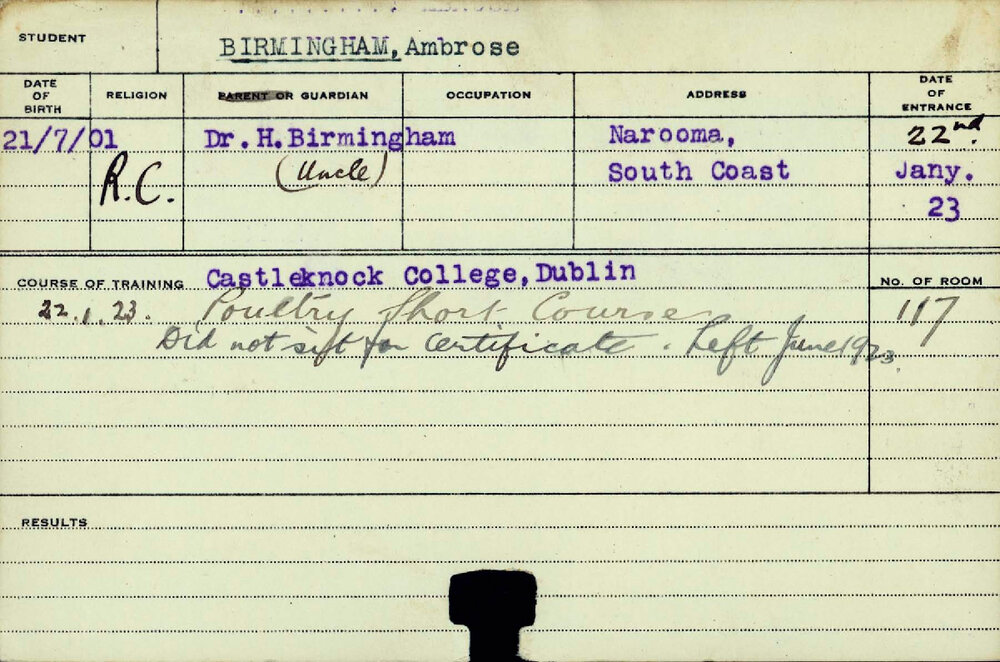 STUDENT
BIRMINGHAM, Ambrose
DATE OF BIRTH
RELIGION
PARENT OR GUARDIAN
OCCUPATION
ADDRESS
DATE OF ENTRANCE
21/7/01
R.C.
Dr. H. Birmingham
(Uncle)
Narooma,
South Coast
22nd.
Jany.
23
COURSE OF TRAINING
Castleknock College, Dublin
NO. OF ROOM
22.1.23. Poultry Short Course
117
Did not sit for Certificate. Left June 1923.
RESULTS